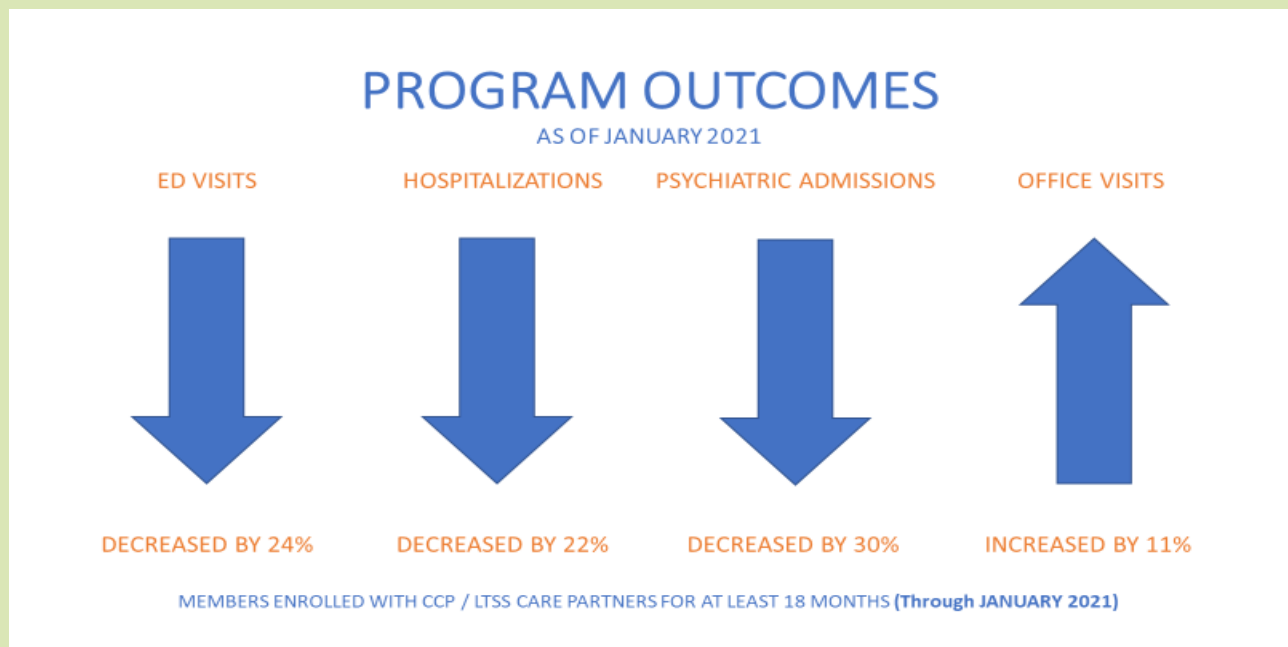 PROGRAM OUTCOMES
AS OF JANUARY 2021
ED VISITS
HOSPITALIZATIONS
PSYCHIATRIC ADMISSIONS
OFFICE VISITS
DECREASED BY 24%
DECREASED BY 22%
DECREASED BY 30%
INCREASED BY 11%
MEMBERS ENROLLED WITH CCP / LTSS CARE PARTNERS FOR AT LEAST 18 MONTHS (Through JANUARY 2021)